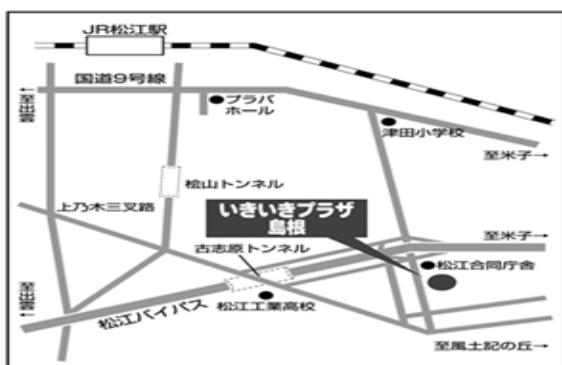 JR松江駅
国道9号線
←至出雲
プラバ
ホール
津田小学校
至米子→
桧山トンネル
上乃木三叉路
いきいきプラザ
島根
古志原トンネル
至米子→
松江合同庁舎
←至出雲
松江バイパス
松江工業高校
至風土記の丘→